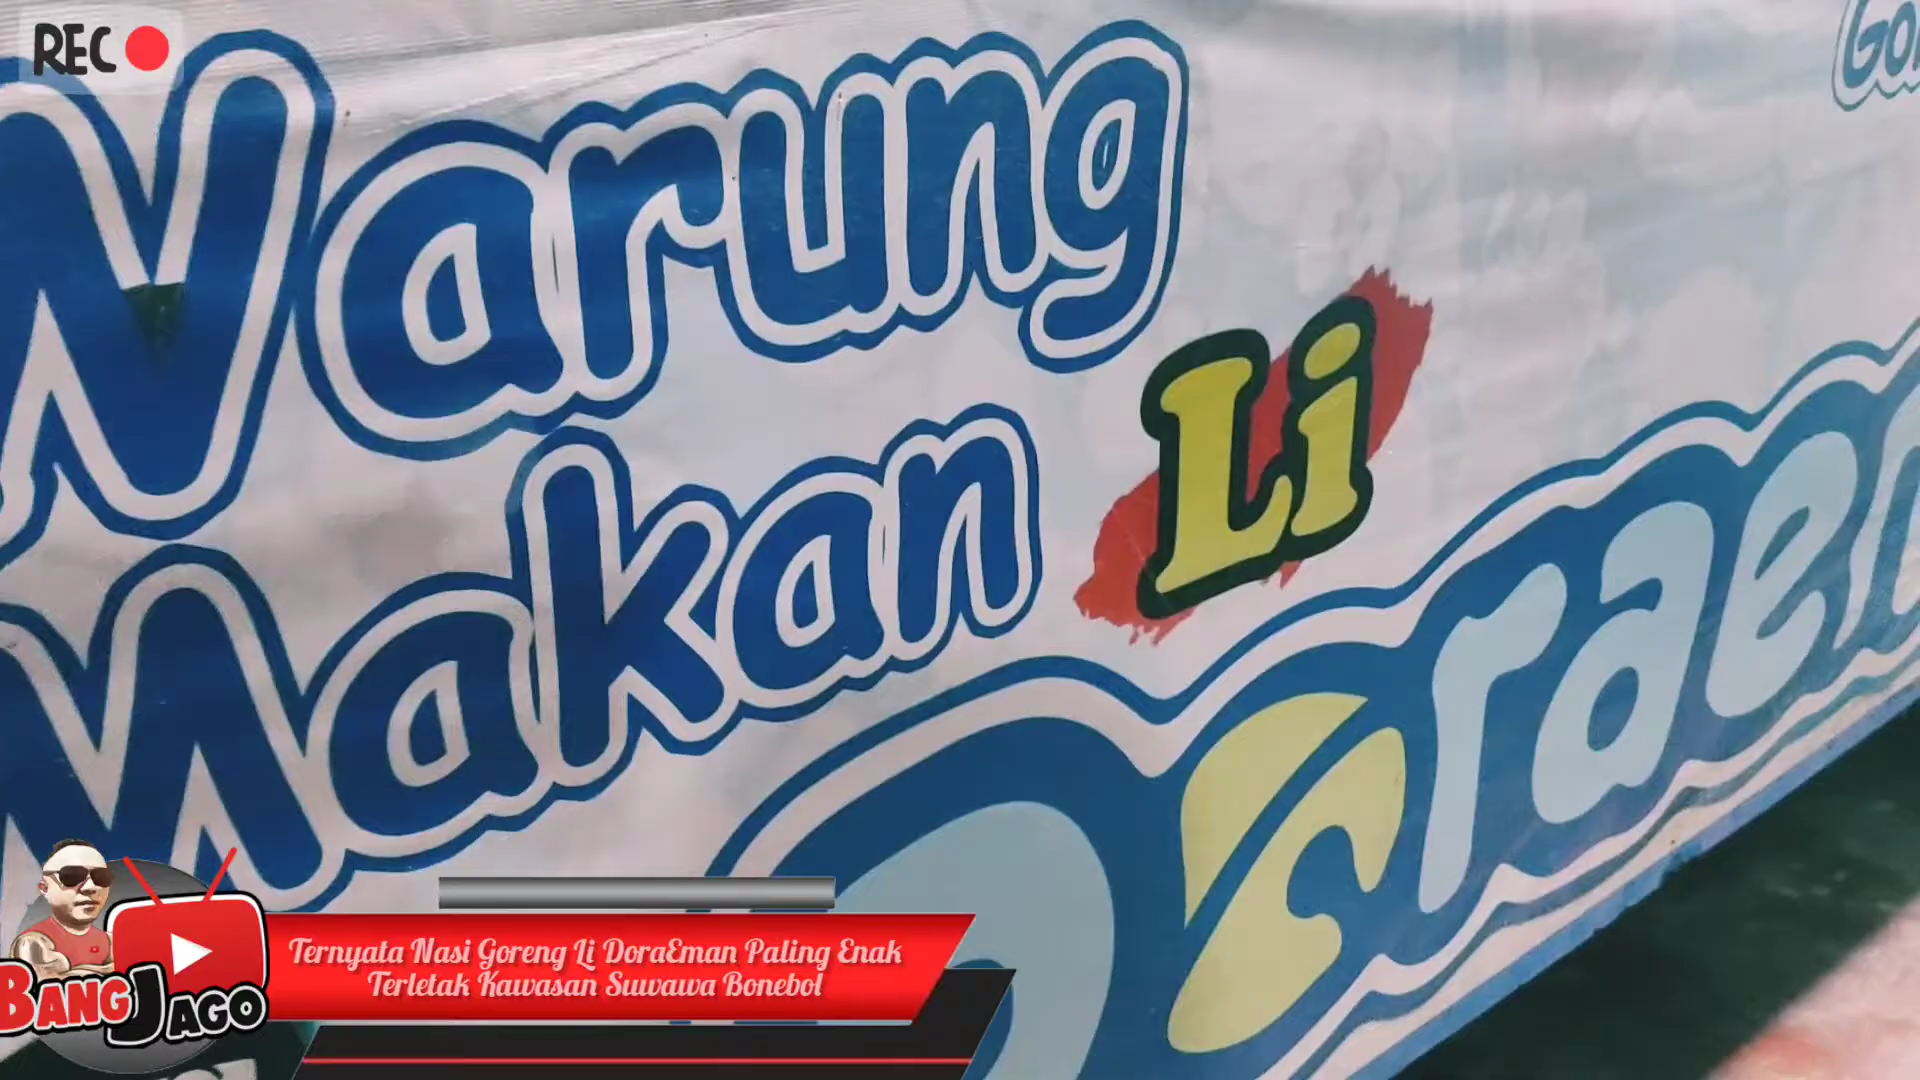 REC
Warung
Makan Li
Ternyata Nasi Goreng Li DoraEman Paling Enak
Terletak Kawasan Suwawa Bonebol
BANG JAGO